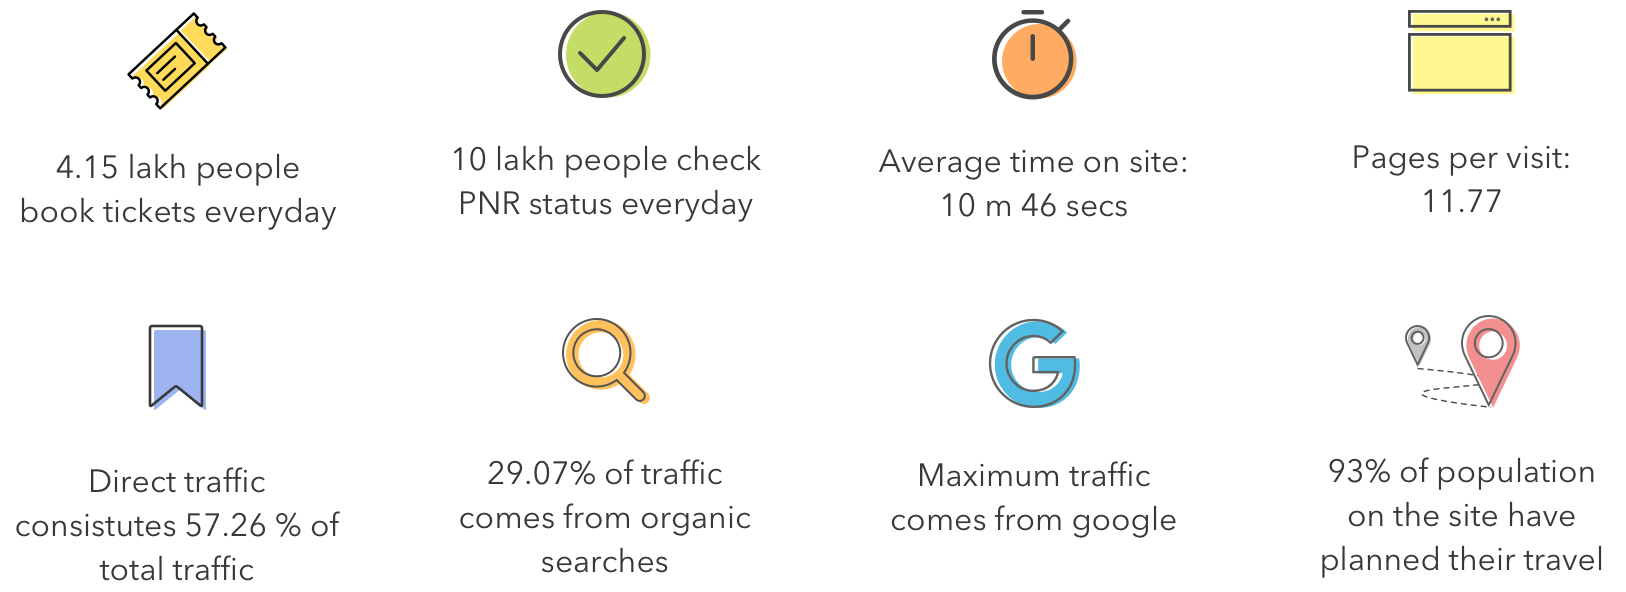 4.15 lakh people
book tickets everyday
10 lakh people check
PNR status everyday
Average time on site:
10 m 46 secs
Pages per visit:
11.77
Direct traffic
consistutes 57.26 % of
total traffic
29.07% of traffic
comes from organic
searches
Maximum traffic
comes from google
93% of population
on the site have
planned their travel